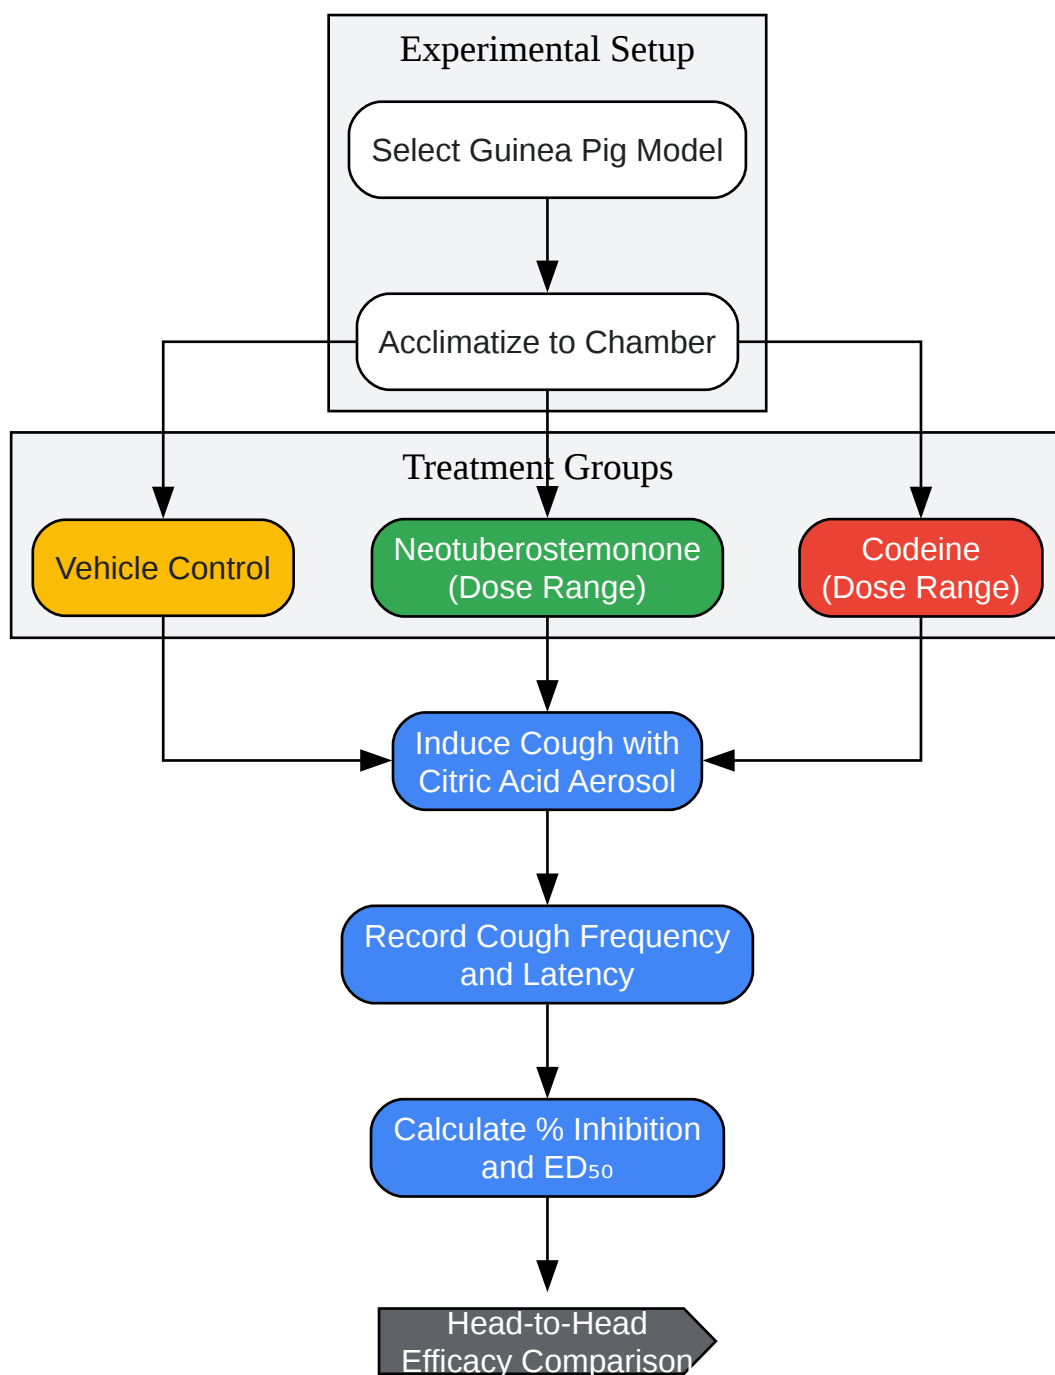 Experimental Setup
Select Guinea Pig Model
Acclimatize to Chamber
Treatment Groups
Vehicle Control
Neotuberostemonone
(Dose Range)
Codeine
(Dose Range)
Induce Cough with
Citric Acid Aerosol
Record Cough Frequency
and Latency
Calculate % Inhibition
and ED₅₀
Head-to-Head
Efficacy Comparison